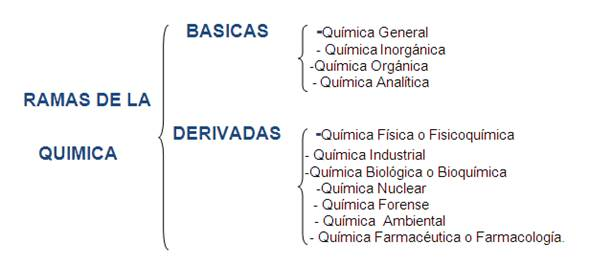 RAMAS DE LA
QUIMICA
BASICAS
-Química General
- Química Inorgánica
-Química Orgánica
- Química Analítica
DERIVADAS
-Química Física o Fisicoquímica
- Química Industrial
-Química Biológica o Bioquímica
-Química Nuclear
- Química Forense
- Química Ambiental
- Química Farmacéutica o Farmacología.